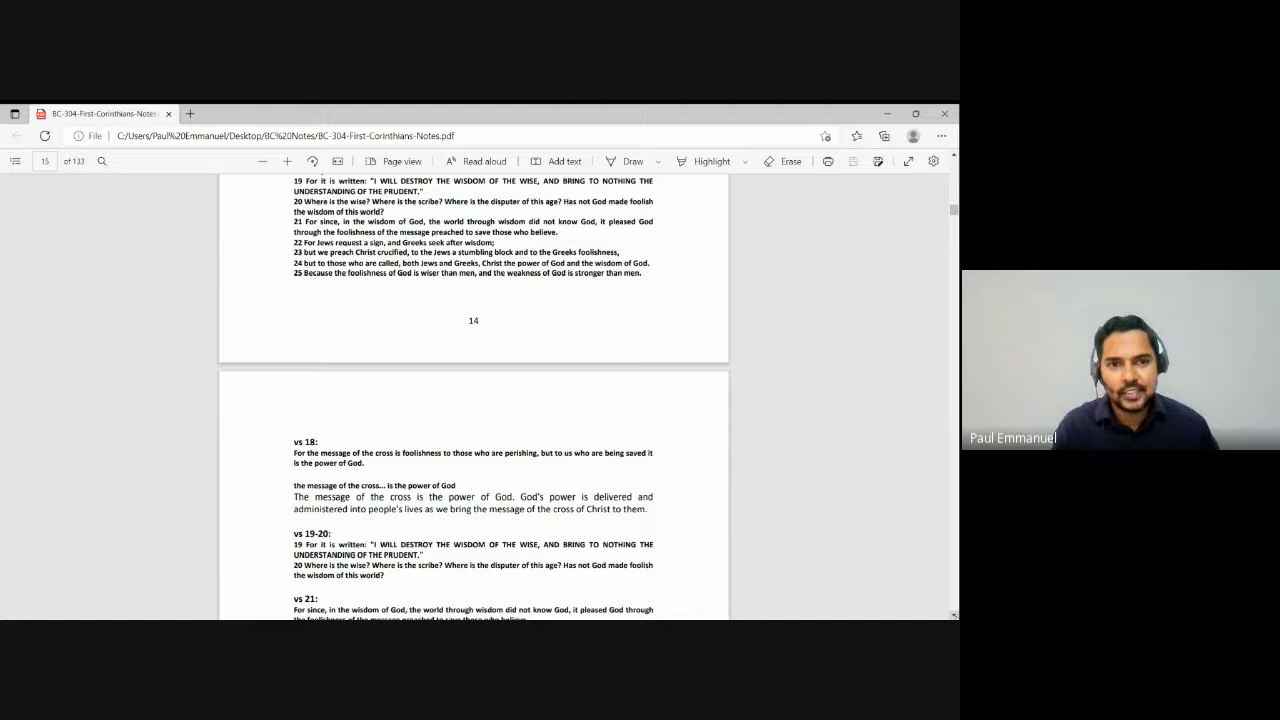 BC-304-First-Corinthians-Notes
File C:/Users/Paul%20Emmanuel/Desktop/BC%20Notes/BC-304-First-Corinthians-Notes.pdf
15 of 133 Page view Read aloud Add text Draw Highlight Erase
19 For it is written: "I WILL DESTROY THE WISDOM OF THE WISE, AND BRING TO NOTHING THE
UNDERSTANDING OF THE PRUDENT."
20 Where is the wise? Where is the scribe? Where is the disputer of this age? Has not God made foolish
the wisdom of this world?
21 For since, in the wisdom of God, the world through wisdom did not know God, it pleased God
through the foolishness of the message preached to save those who believe.
22 For Jews request a sign, and Greeks seek after wisdom;
23 but we preach Christ crucified, to the Jews a stumbling block and to the Greeks foolishness,
24 but to those who are called, both Jews and Greeks, Christ the power of God and the wisdom of God.
25 Because the foolishness of God is wiser than men, and the weakness of God is stronger than men.
14
vs 18:
For the message of the cross is foolishness to those who are perishing, but to us who are being saved it
is the power of God.
the message of the cross... is the power of God
The message of the cross is the power of God. God's power is delivered and
administered into people's lives as we bring the message of the cross of Christ to them.
vs 19-20:
19 For it is written: "I WILL DESTROY THE WISDOM OF THE WISE, AND BRING TO NOTHING THE
UNDERSTANDING OF THE PRUDENT."
20 Where is the wise? Where is the scribe? Where is the disputer of this age? Has not God made foolish
the wisdom of this world?
vs 21:
For since, in the wisdom of God, the world through wisdom did not know God, it pleased God through
the foolishness of the message preached to save those who believe.
Paul Emmanuel